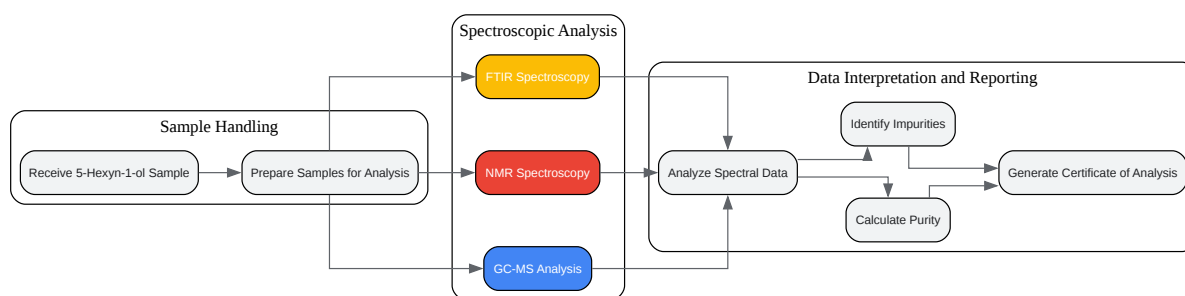 Sample Handling
Receive 5-Hexyn-1-ol Sample
Prepare Samples for Analysis
Spectroscopic Analysis
FTIR Spectroscopy
NMR Spectroscopy
GC-MS Analysis
Data Interpretation and Reporting
Analyze Spectral Data
Identify Impurities
Calculate Purity
Generate Certificate of Analysis